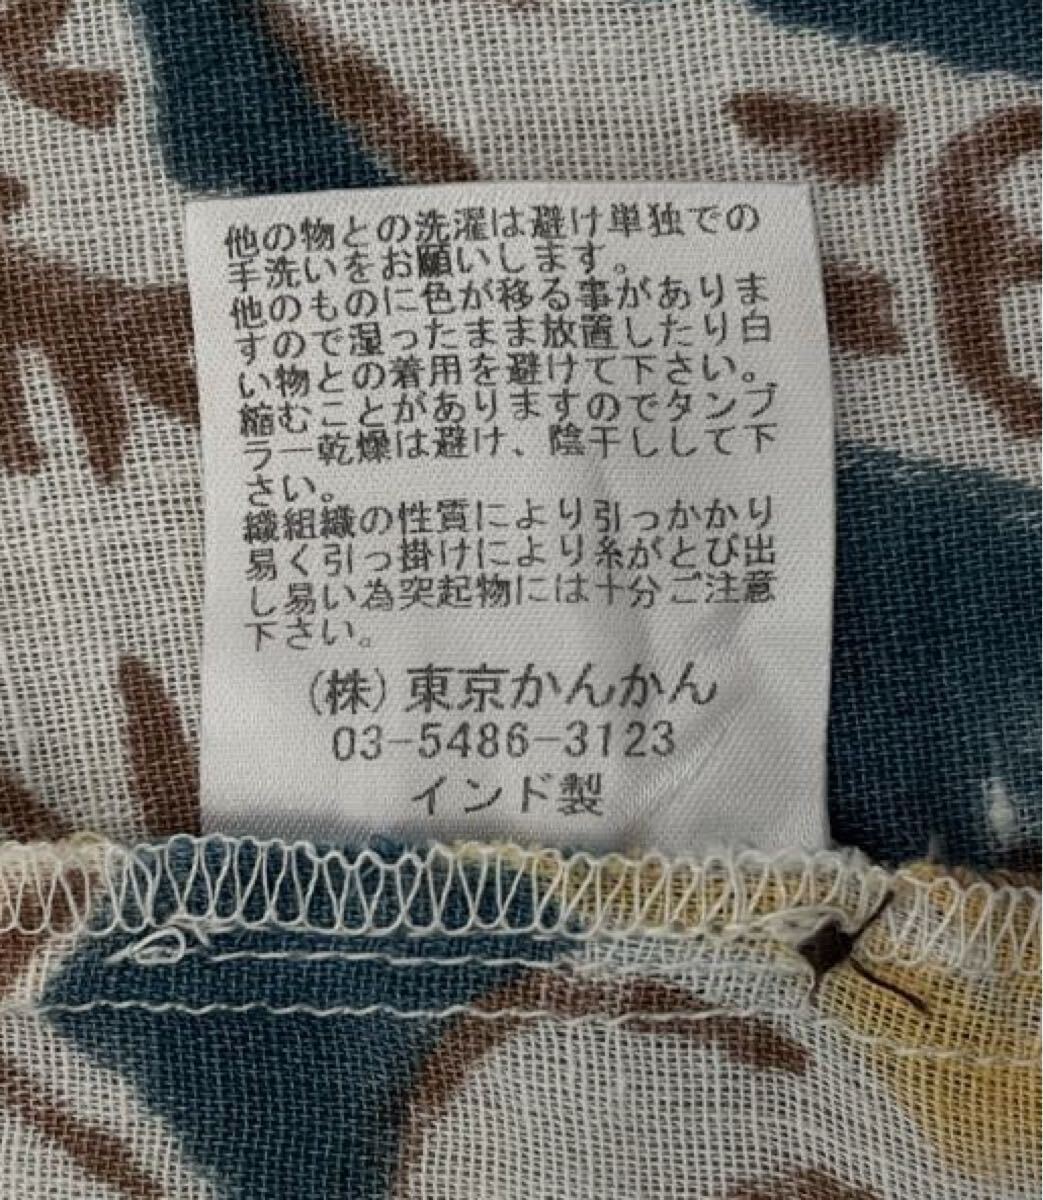 他の物との洗濯は避け単独での
手洗いをお願いします。
他のものに色が移る事がありま
すので湿ったまま放置したり白
い物との着用を避けて下さい。
縮むことがありますのでタンブ
ラー乾燥は避け、陰干しして下
さい。
織組織の性質により引っかかり
易く引っ掛けにより糸がとび出
し易い為突起物には十分ご注意
下さい。
(株)東京かんかん
03-5486-3123
インド製